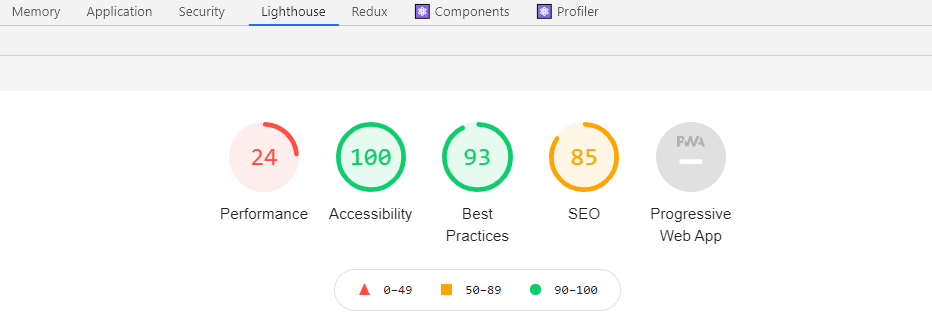 Memory Application Security Lighthouse Redux Components Profiler
24 100 93 85 PWA
Performance Accessibility Best Practices SEO Progressive Web App
0–49 50–89 90–100